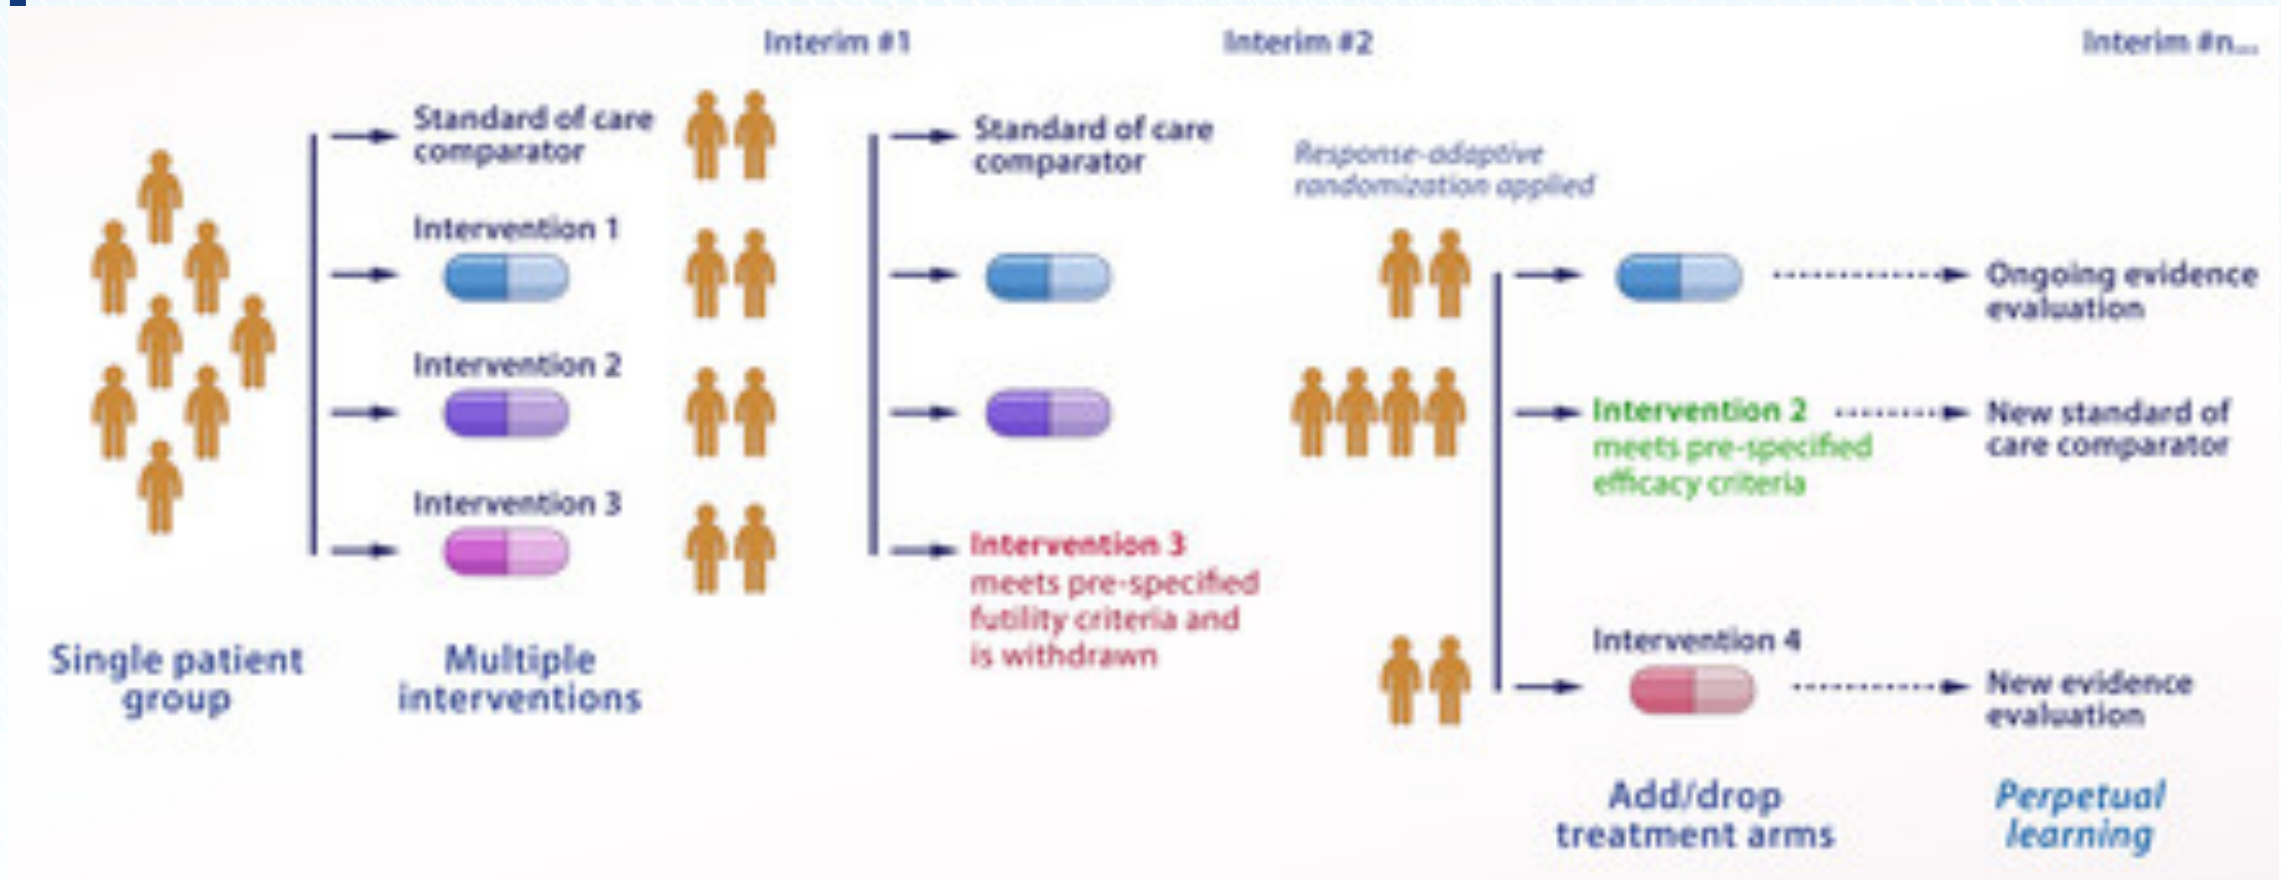 Interim #1
Interim #2
Interim #n...
Standard of care
comparator
Intervention 1
Intervention 2
Intervention 3
Single patient
group
Multiple
interventions
Standard of care
comparator
Intervention 3
meets pre-specified
futility criteria and
is withdrawn
Response-adaptive
randomization applied
Intervention 2
meets pre-specified
efficacy criteria
Intervention 4
Add/drop
treatment arms
Ongoing evidence
evaluation
New standard of
care comparator
New evidence
evaluation
Perpetual
learning